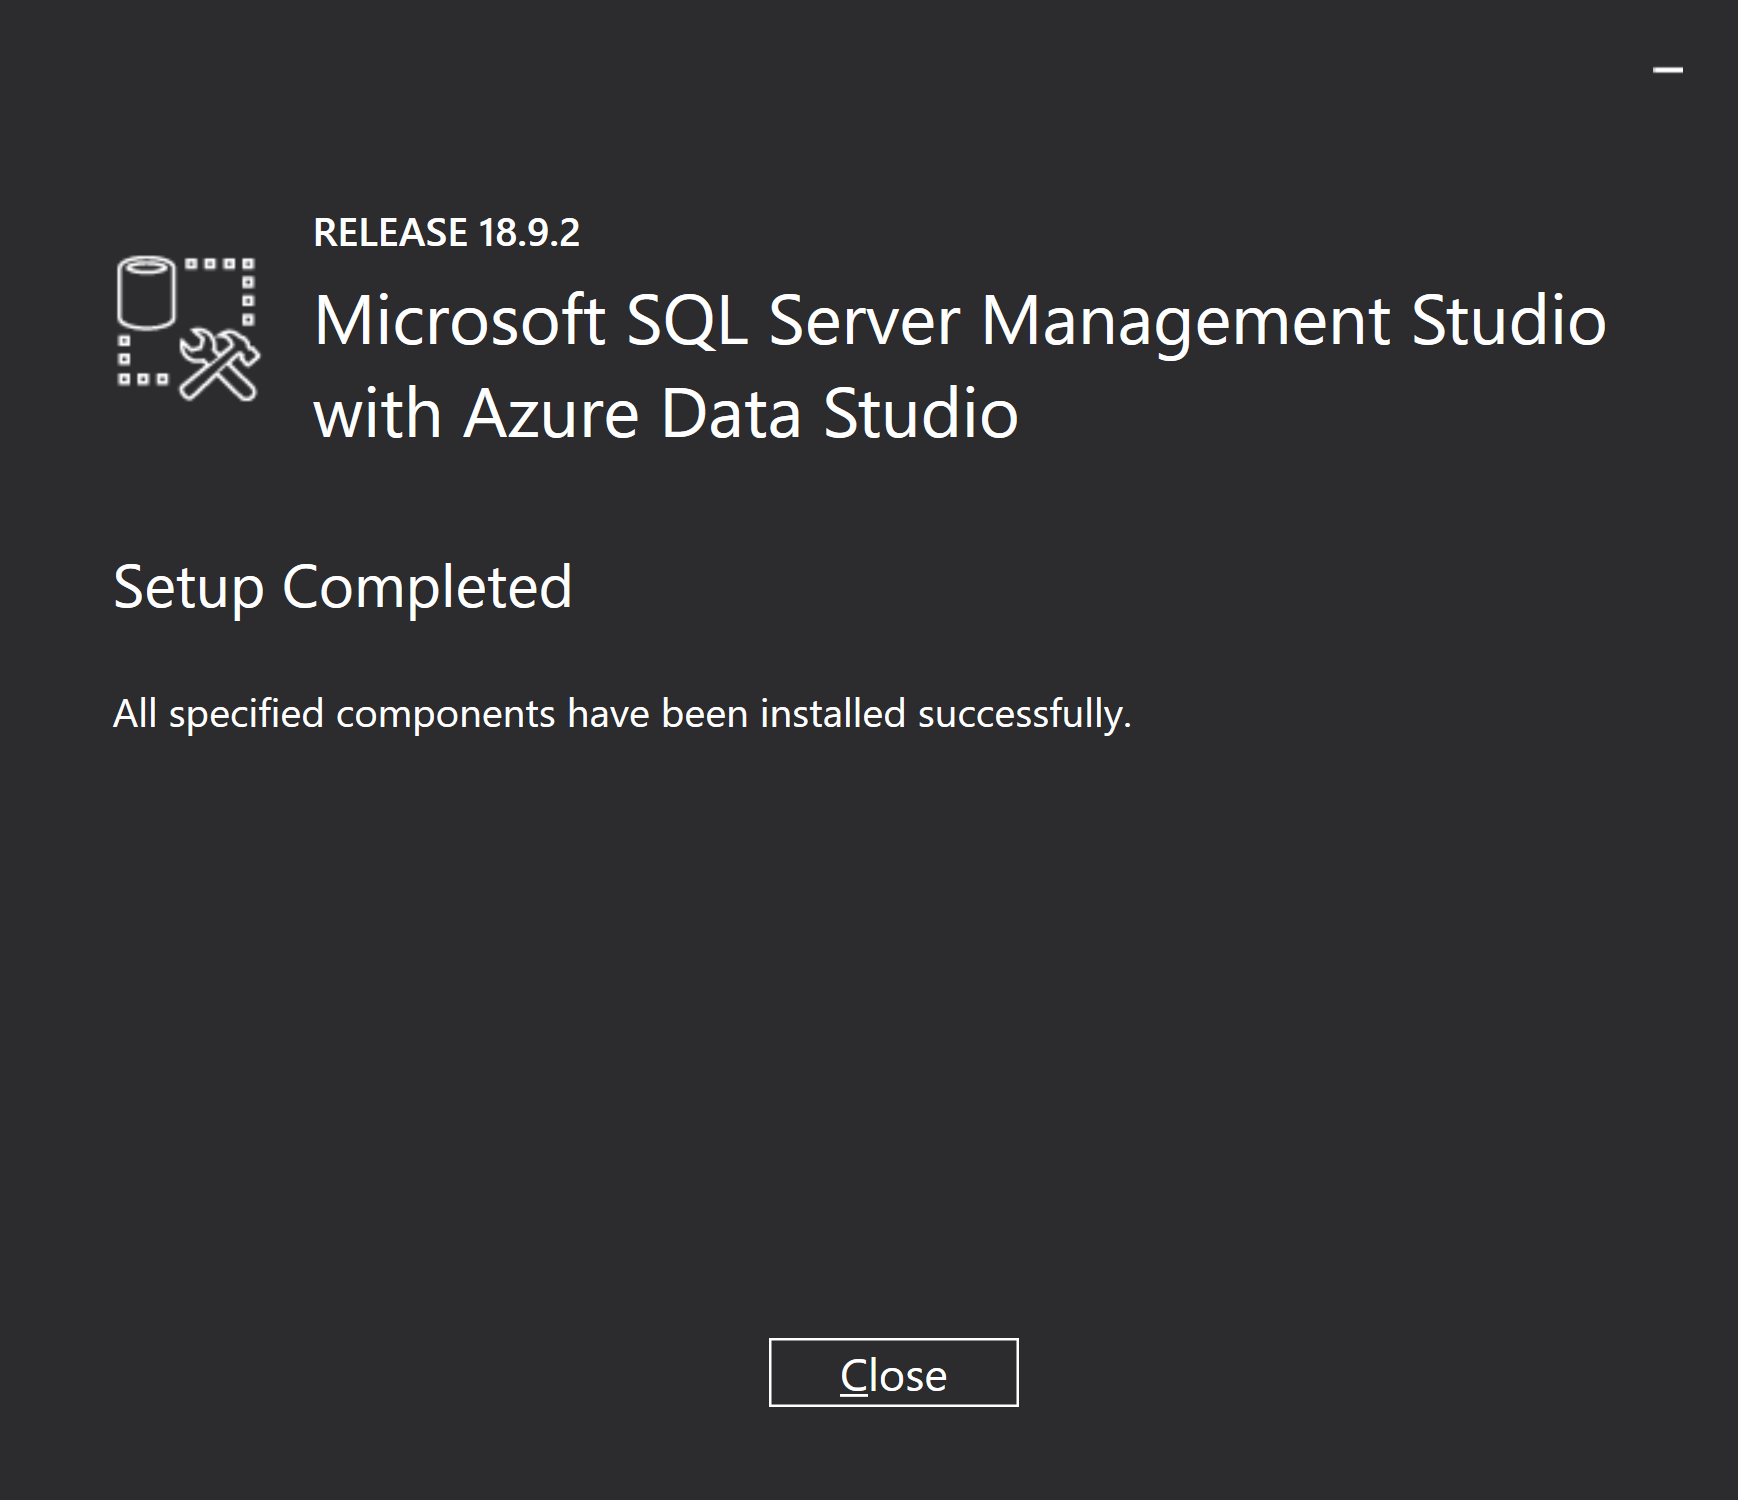 RELEASE 18.9.2
Microsoft SQL Server Management Studio
with Azure Data Studio
Setup Completed
All specified components have been installed successfully.
Close